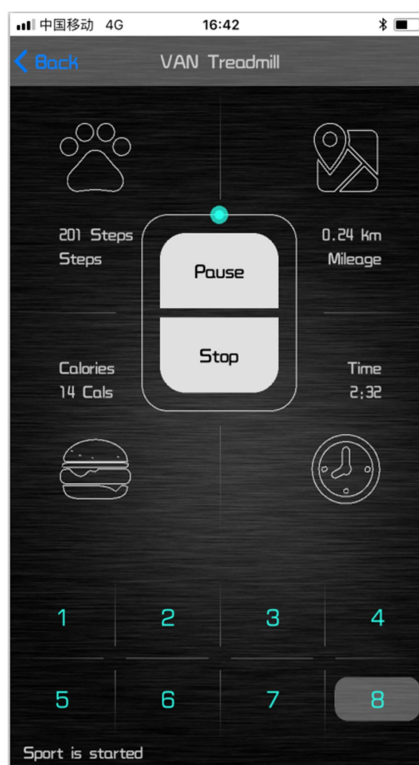 中国移动 4G 16:42
Back VAN Treadmill
201 Steps
Steps
0.24 km
Mileage
Pause
Stop
Calories
14 Cals
Time
2:32
1 2 3 4
5 6 7 8
Sport is started